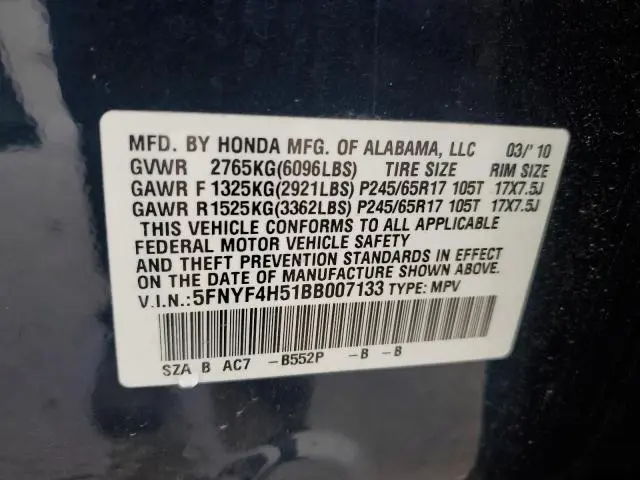 MFD. BY HONDA MFG. OF ALABAMA, LLC 03/'10
GVWR 2765KG(6096LBS) TIRE SIZE RIM SIZE
GAWR F 1325KG(2921LBS) P245/65R17 105T 17X7.5J
GAWR R1525KG(3362LBS) P245/65R17 105T 17X7.5J
THIS VEHICLE CONFORMS TO ALL APPLICABLE
FEDERAL MOTOR VEHICLE SAFETY
AND THEFT PREVENTION STANDARDS IN EFFECT
ON THE DATE OF MANUFACTURE SHOWN ABOVE.
V.I.N.:5FNYF4H51BB007133 TYPE: MPV
SZA B AC7 -B552P -B -B